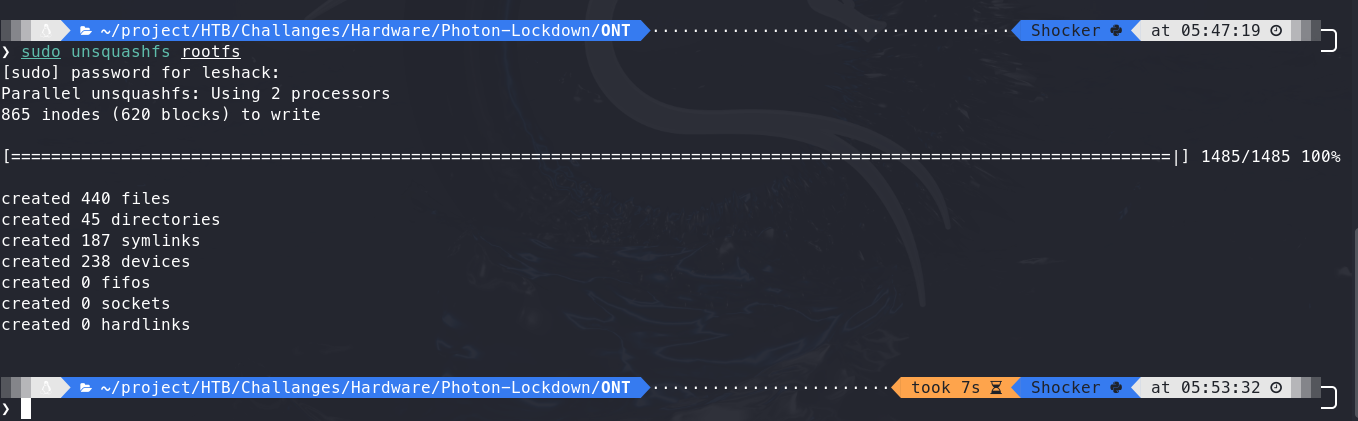 ~/project/HTB/Challanges/Hardware/Photon-Lockdown/ONT ···································· Shocker at 05:47:19
❯ sudo unsquashfs rootfs
[sudo] password for leshack:
Parallel unsquashfs: Using 2 processors
865 inodes (620 blocks) to write
[====================================================================================================================|] 1485/1485 100%
created 440 files
created 45 directories
created 187 symlinks
created 238 devices
created 0 fifos
created 0 sockets
created 0 hardlinks
~/project/HTB/Challanges/Hardware/Photon-Lockdown/ONT ························ took 7s Shocker at 05:53:32
❯